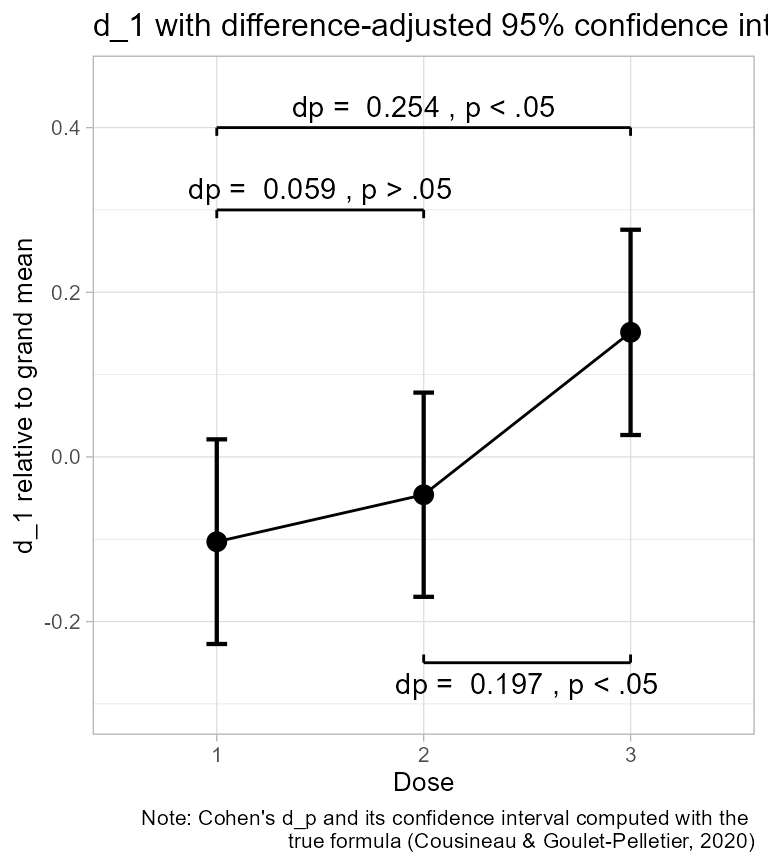 d_1 with difference-adjusted 95% confidence int
dp = 0.254 , p < .05
0.4
dp = 0.059 , p > .05
0.2
d_1 relative to grand mean
0.0
-0.2
dp = 0.197 , p < .05
1 2 3
Dose
Note: Cohen's d_p and its confidence interval computed with the
true formula (Cousineau & Goulet-Pelletier, 2020)